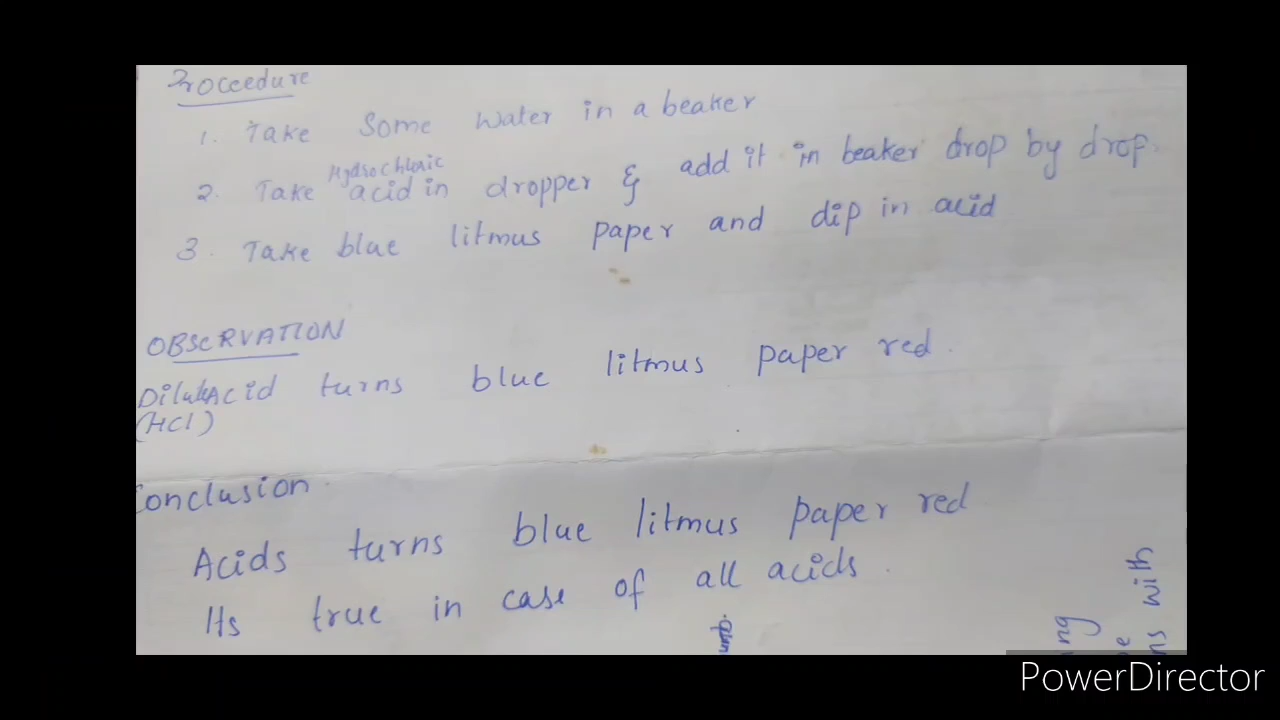 Proccedure
1. Take Some water in a beaker
2. Take Hydrochloric acid in dropper & add it in beaker drop by drop.
3. Take blue litmus paper and dip in acid
OBSERVATION
Dilute Acid turns blue litmus paper red.
(HCl)
Conclusion
Acids turns blue litmus paper red
Its true in case of all acids.
with
PowerDirector